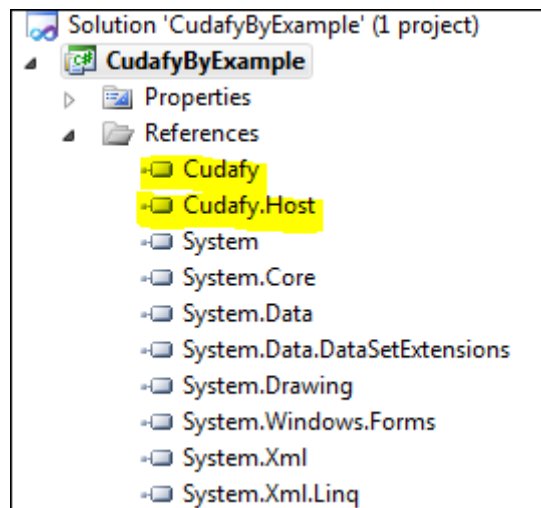 Solution 'CudafyByExample' (1 project)
CudafyByExample
Properties
References
Cudafy
Cudafy.Host
System
System.Core
System.Data
System.Data.DataSetExtensions
System.Drawing
System.Windows.Forms
System.Xml
System.Xml.Linq